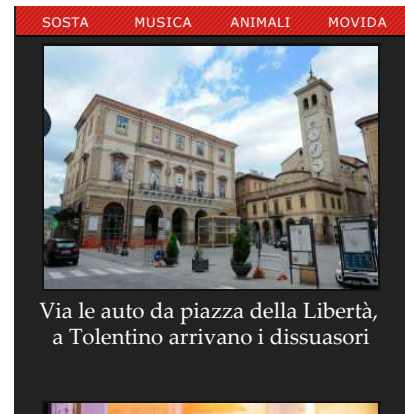 SOSTA MUSICA ANIMALI MOVIDA
Via le auto da piazza della Libertà,
a Tolentino arrivano i dissuasori